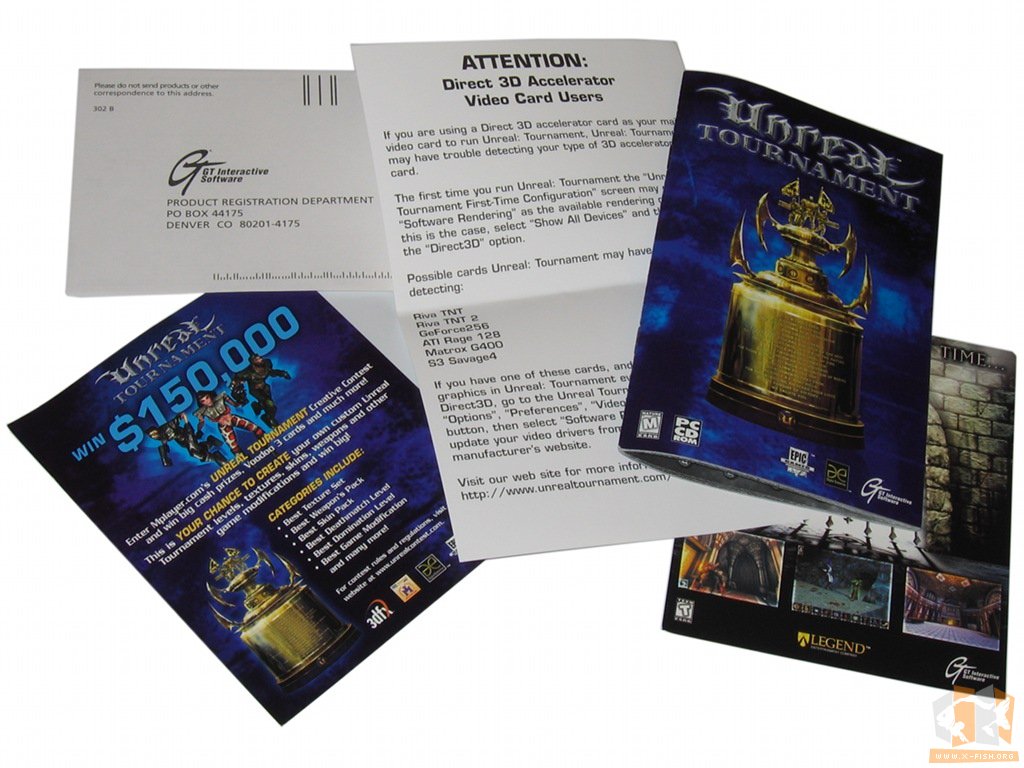 Please do not send products or other
correspondence to this address.
302 B
GT Interactive
Software
PRODUCT REGISTRATION DEPARTMENT
PO BOX 44175
DENVER CO 80201-4175
ATTENTION:
Direct 3D Accelerator
Video Card Users
If you are using a Direct 3D accelerator card as your
video card to run Unreal: Tournament, Unreal:
may have trouble detecting your type of 3D
card.
The first time you run Unreal: Tournament the
Tournament First-Time Configuration" screen may
"Software Rendering" as the available rendering
this is the case, select "Show All Devices" and
the "Direct3D" option.
Possible cards Unreal: Tournament may have
detecting:
Riva TNT
Riva TNT 2
GeForce256
ATI Rage 128
Matrox G400
S3 Savage4
If you have one of these cards, and
graphics in Unreal: Tournament
Direct3D, go to the Unreal
"Options", "Preferences",
button, then select "Software
update your video drivers from
manufacturer's website.
Visit our web site for more
http://www.unrealtournament.com/
Unreal
TOURNAMENT
MATURE
M
PC
CD
ROM
EPIC
GAMES
GT Interactive
Software
Unreal
TOURNAMENT
WIN $150,000
Enter Mplayer.com's UNREAL TOURNAMENT Creative Contest
and win big cash prizes, Voodoo 3 cards and much more!
This is YOUR CHANCE TO CREATE your own custom Unreal
Tournament levels, textures, skins, weapons and other
game modifications and win big!
CATEGORIES INCLUDE:
• Best Texture Set
• Best Weapon's Pack
• Best Skin Pack
• Best Deathmatch Level
• Best Domination Level
• Best Game Modification
and many more!
For contest rules and regulations, visit
website at www.unrealcontest.com.
3dfx
TIME...
TEEN
T
LEGEND™
ENTERTAINMENT COMPANY
GT Interactive
Software
WWW.X-FISH.ORG